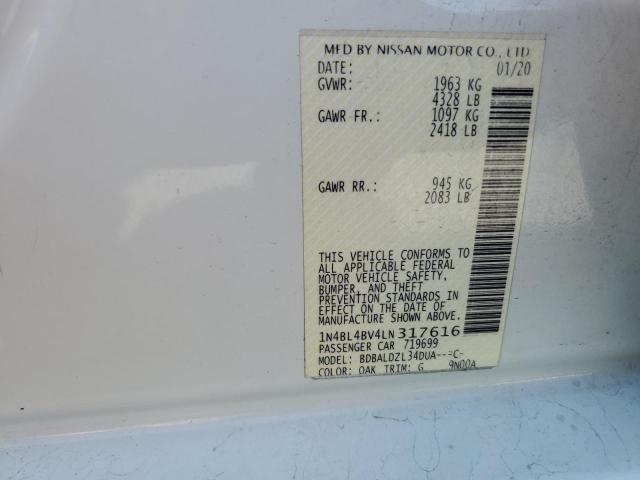 MFD BY NISSAN MOTOR CO., LTD
DATE: 01/20
GVWR: 1963 KG
4328 LB
GAWR FR.: 1097 KG
2418 LB
GAWR RR.: 945 KG
2083 LB
THIS VEHICLE CONFORMS TO
ALL APPLICABLE FEDERAL
MOTOR VEHICLE SAFETY,
BUMPER, AND THEFT
PREVENTION STANDARDS IN
EFFECT ON THE DATE OF
MANUFACTURE SHOWN ABOVE.
1N4BL4BV4LN317616
PASSENGER CAR 719699
MODEL: BDBALDZL34DUA---C-
COLOR: QAK TRIM: G 9N00A